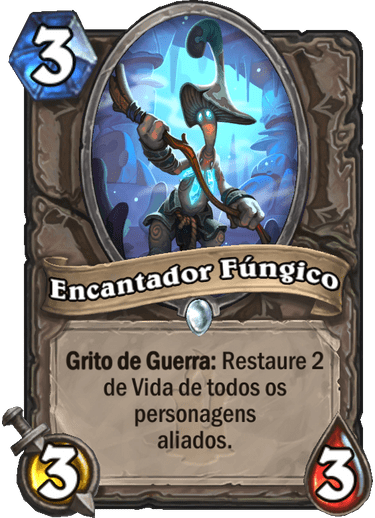 3
Encantador Fúngico
Grito de Guerra: Restaure 2
de Vida de todos os
personagens
aliados.
3
3